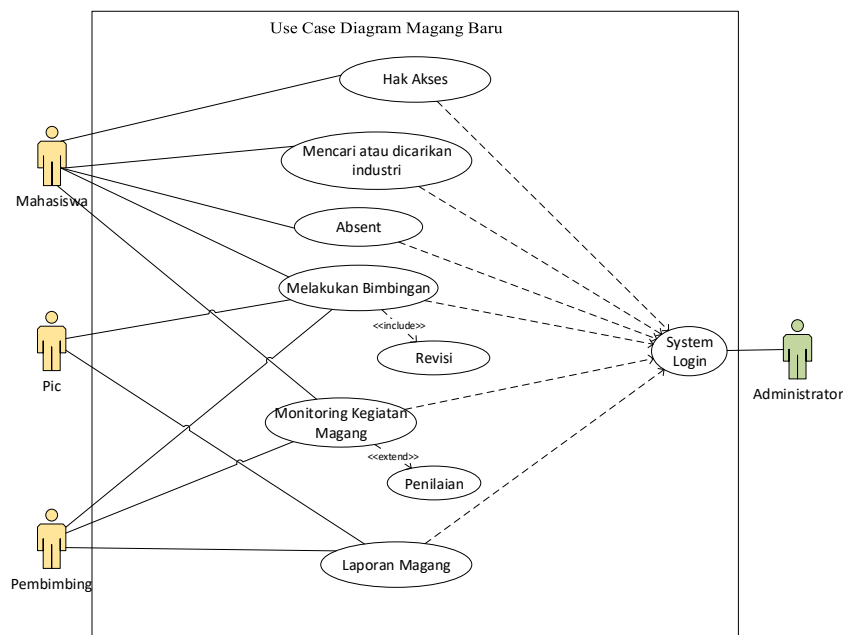 Use Case Diagram Magang Baru
Hak Akses
Mencari atau dicarikan
industri
Mahasiswa
Absent
Melakukan Bimbingan
<<include>>
Revisi
System
Login
Pic
Administrator
Monitoring Kegiatan
Magang
<<extend>>
Penilaian
Laporan Magang
Pembimbing